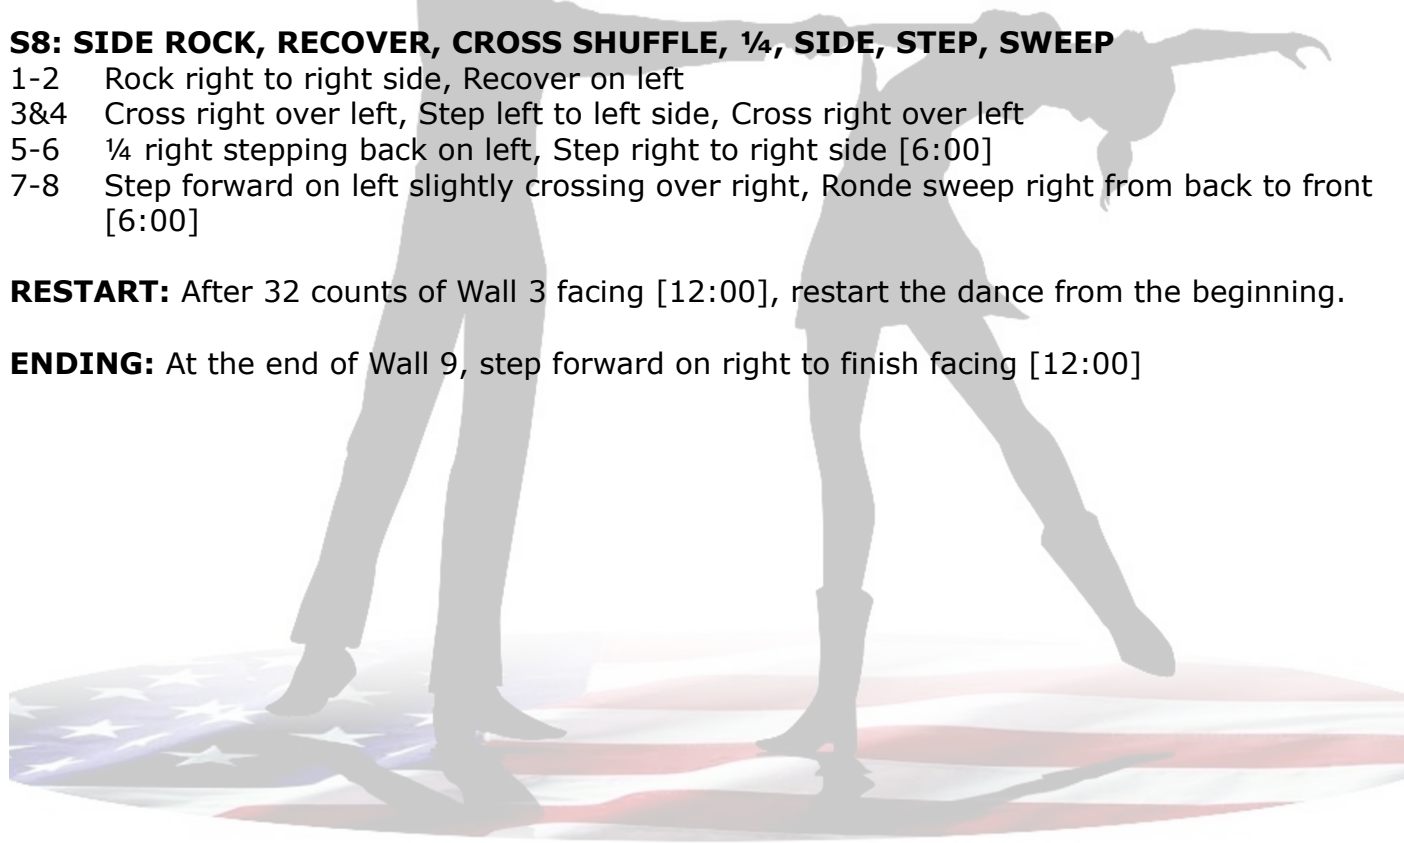 S8: SIDE ROCK, RECOVER, CROSS SHUFFLE, ¼, SIDE, STEP, SWEEP
1-2 Rock right to right side, Recover on left
3&4 Cross right over left, Step left to left side, Cross right over left
5-6 ¼ right stepping back on left, Step right to right side [6:00]
7-8 Step forward on left slightly crossing over right, Ronde sweep right from back to front
[6:00]
RESTART: After 32 counts of Wall 3 facing [12:00], restart the dance from the beginning.
ENDING: At the end of Wall 9, step forward on right to finish facing [12:00]